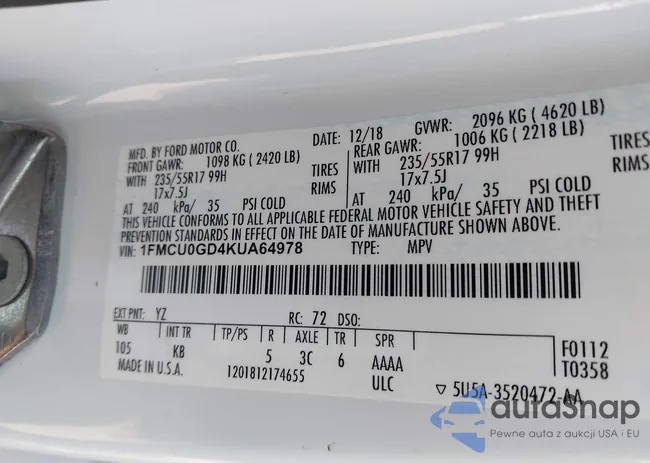 MFD. BY FORD MOTOR CO.
DATE: 12/18
GVWR: 2096 KG ( 4620 LB)
FRONT GAWR: 1098 KG ( 2420 LB)
REAR GAWR: 1006 KG ( 2218 LB)
WITH 235/55R17 99H TIRES
WITH 235/55R17 99H TIRES
17x7.5J RIMS
17x7.5J RIMS
AT 240 kPa/ 35 PSI COLD
AT 240 kPa/ 35 PSI COLD
THIS VEHICLE CONFORMS TO ALL APPLICABLE FEDERAL MOTOR VEHICLE SAFETY AND THEFT
PREVENTION STANDARDS IN EFFECT ON THE DATE OF MANUFACTURE SHOWN ABOVE.
VIN: 1FMCU0GD4KUA64978 TYPE: MPV
EXT PNT: YZ RC: 72 DSO:
WB INT TR TP/PS R AXLE TR SPR
105 KB 5 3C 6 AAAA
F0112
T0358
MADE IN U.S.A. 1201812174655 ULC
▽ 5U5A-3520472-AA
autoSnap
Pewne auta z aukcji USA i EU